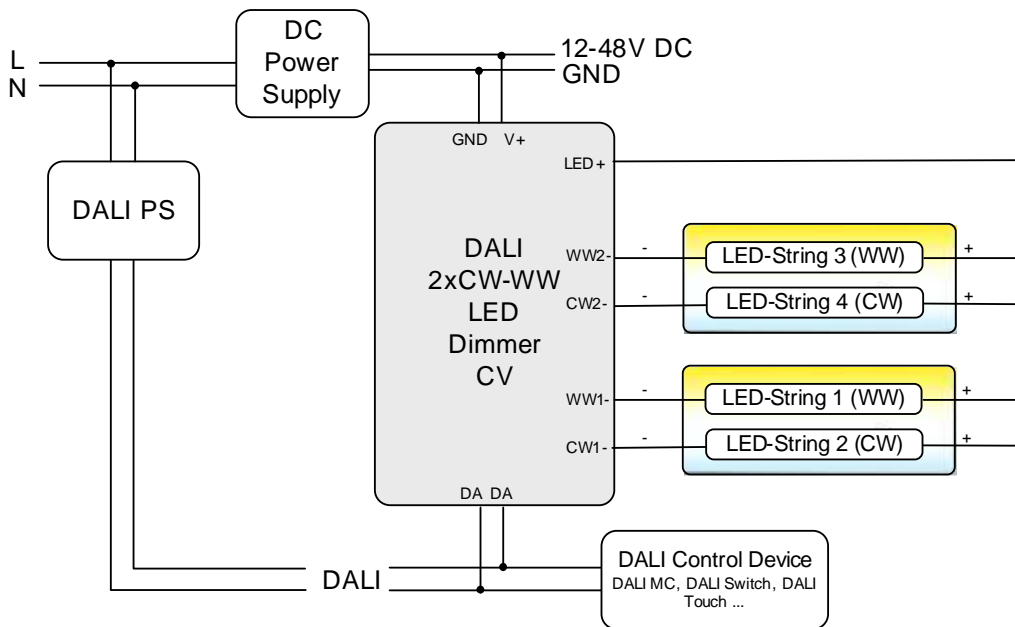 DC
Power
Supply
L
N
12-48V DC
GND
GND V+
LED+
DALI PS
DALI
2xCW-WW
LED
Dimmer
CV
WW2-
CW2-
WW1-
CW1-
- LED-String 3 (WW) +
- LED-String 4 (CW) +
- LED-String 1 (WW) +
- LED-String 2 (CW) +
DA DA
DALI
DALI Control Device
DALI MC, DALI Switch, DALI
Touch ...